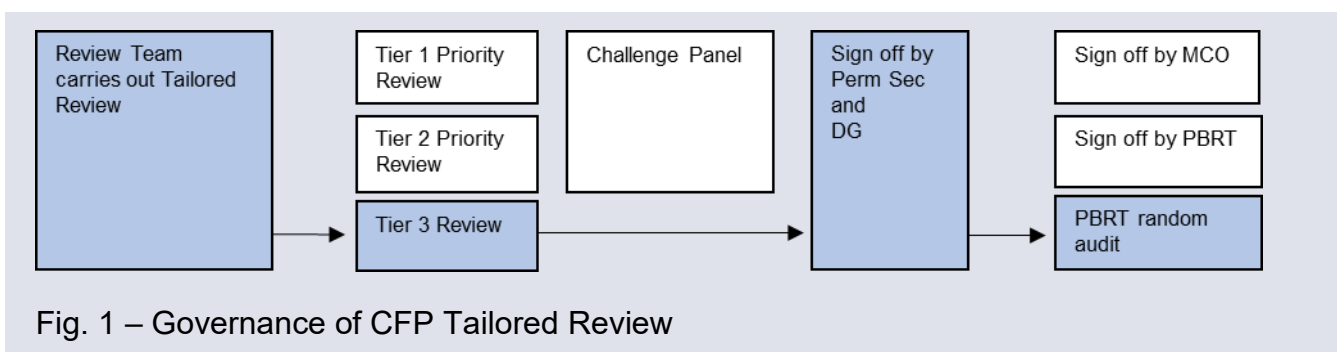 Review Team
carries out Tailored
Review
Tier 1 Priority
Review
Tier 2 Priority
Review
Tier 3 Review
Challenge Panel
Sign off by
Perm Sec
and
DG
Sign off by MCO
Sign off by PBRT
PBRT random
audit
Fig. 1 – Governance of CFP Tailored Review